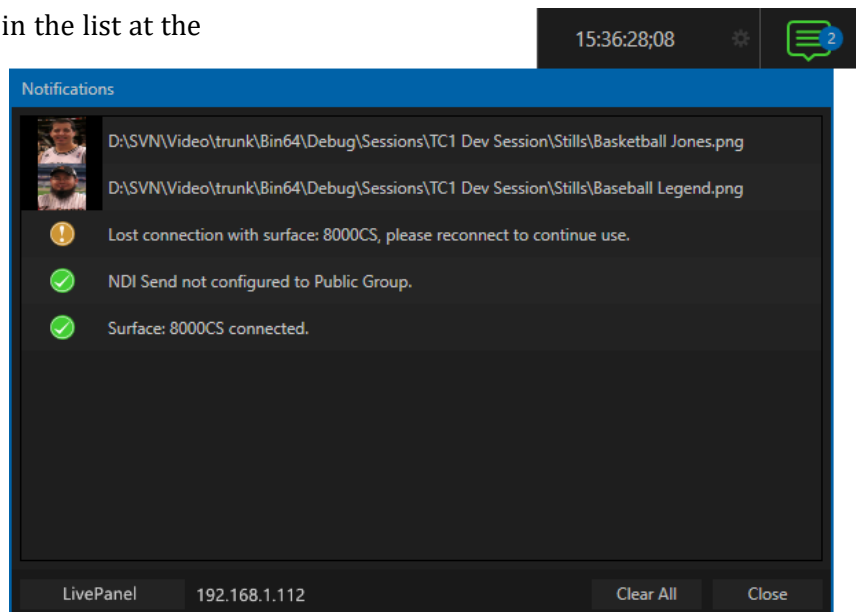 in the list at the
15:36:28;08
2
Notifications
D:\SVN\Video\trunk\Bin64\Debug\Sessions\TC1 Dev Session\Stills\Basketball Jones.png
D:\SVN\Video\trunk\Bin64\Debug\Sessions\TC1 Dev Session\Stills\Baseball Legend.png
Lost connection with surface: 8000CS, please reconnect to continue use.
NDI Send not configured to Public Group.
Surface: 8000CS connected.
LivePanel 192.168.1.112 Clear All Close